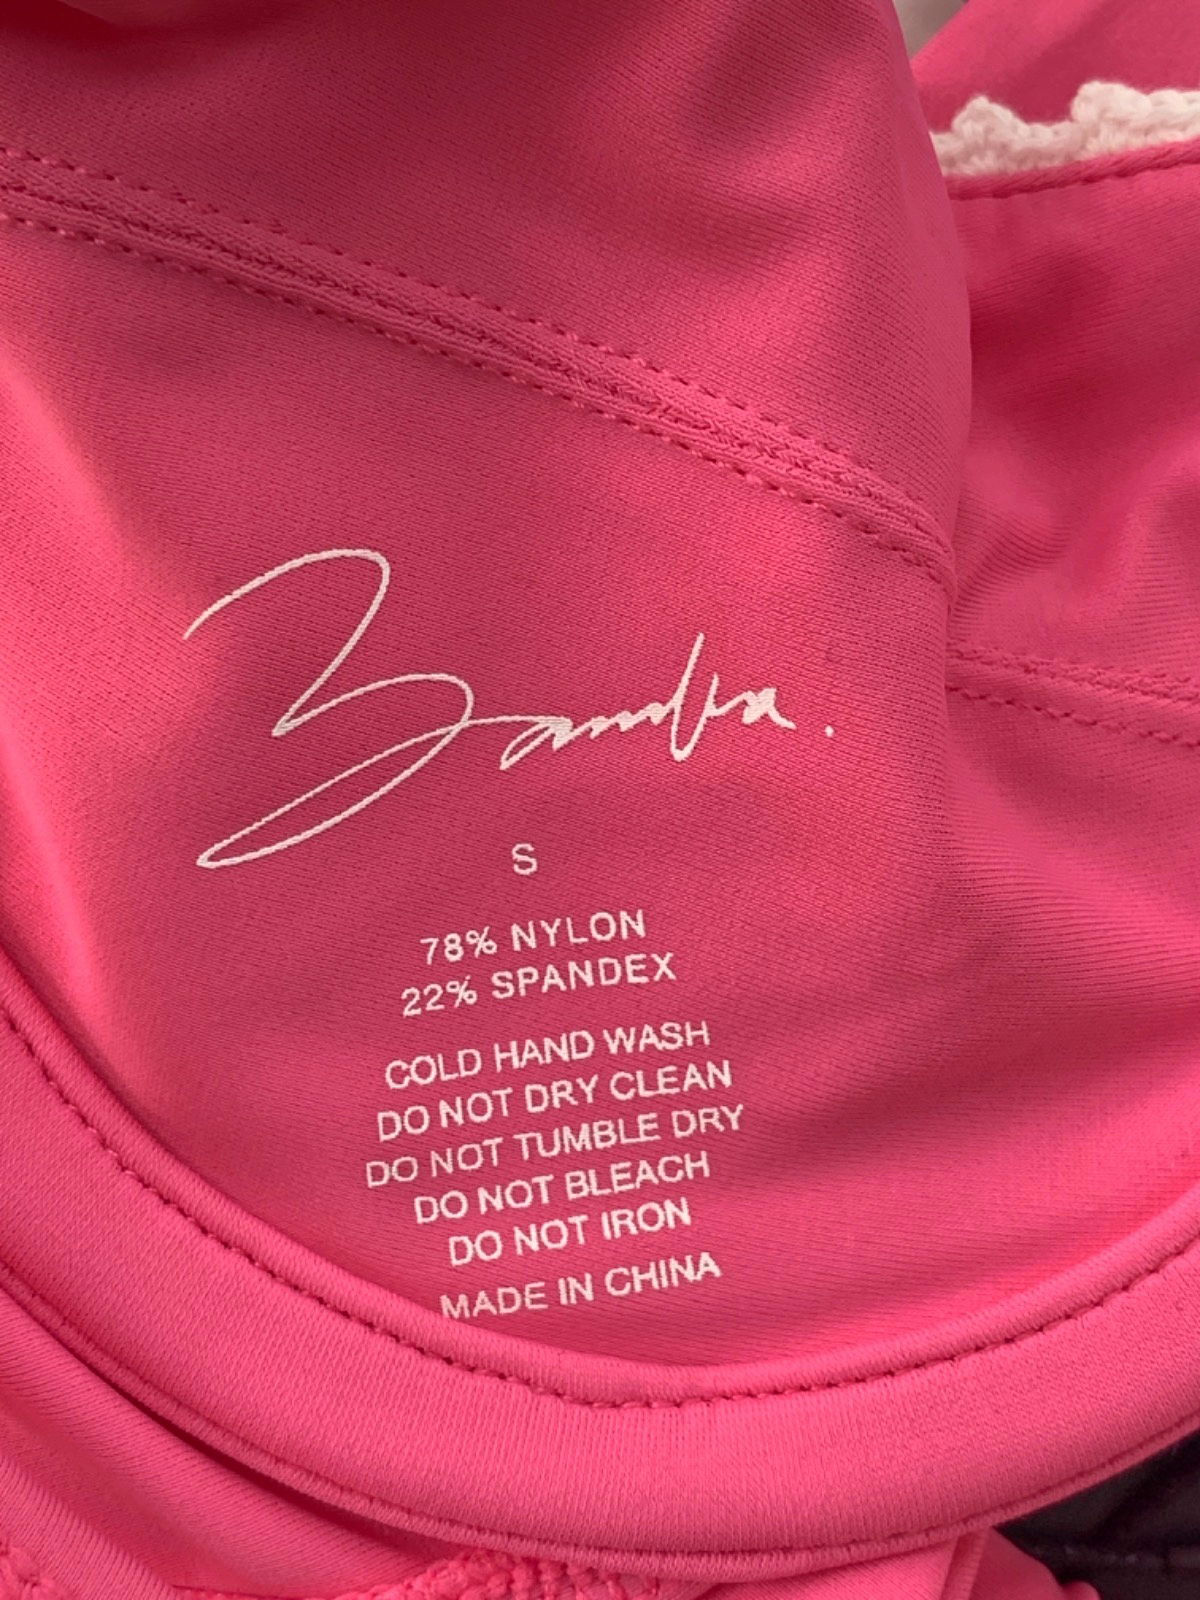 Bamba.
S
78% NYLON
22% SPANDEX
COLD HAND WASH
DO NOT DRY CLEAN
DO NOT TUMBLE DRY
DO NOT BLEACH
DO NOT IRON
MADE IN CHINA